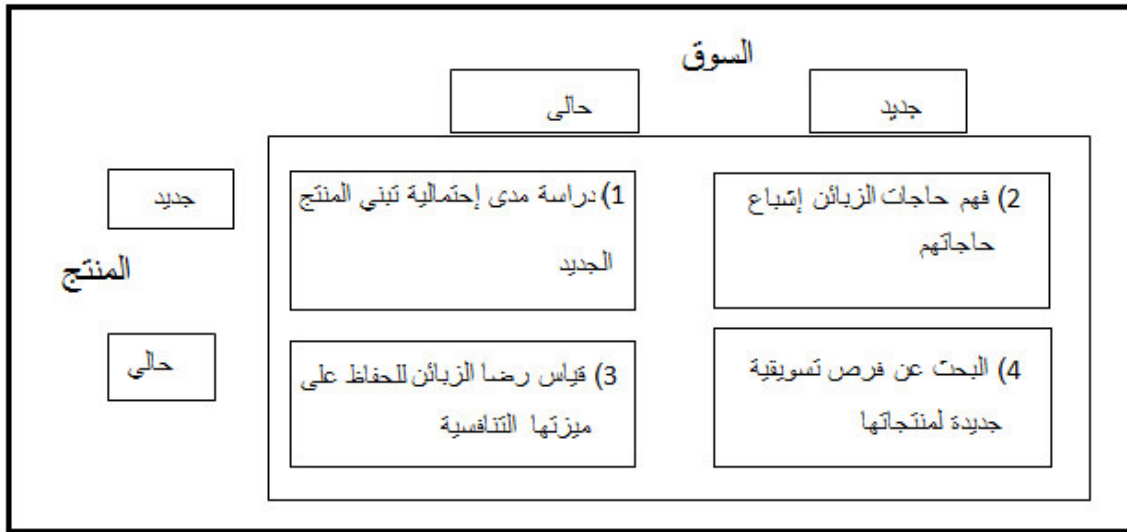 السوق
جديد
حالى
جديد
المنتج
حالي
1) دراسة مدى إحتمالية تبني المنتج
الجديد
2) فهم حاجات الزبائن إشباع
حاجاتهم
3) قياس رضا الزبائن للحفاظ على
ميزتها التنافسية
4) البحث عن فرص تسويقية
جديدة لمنتجاتها